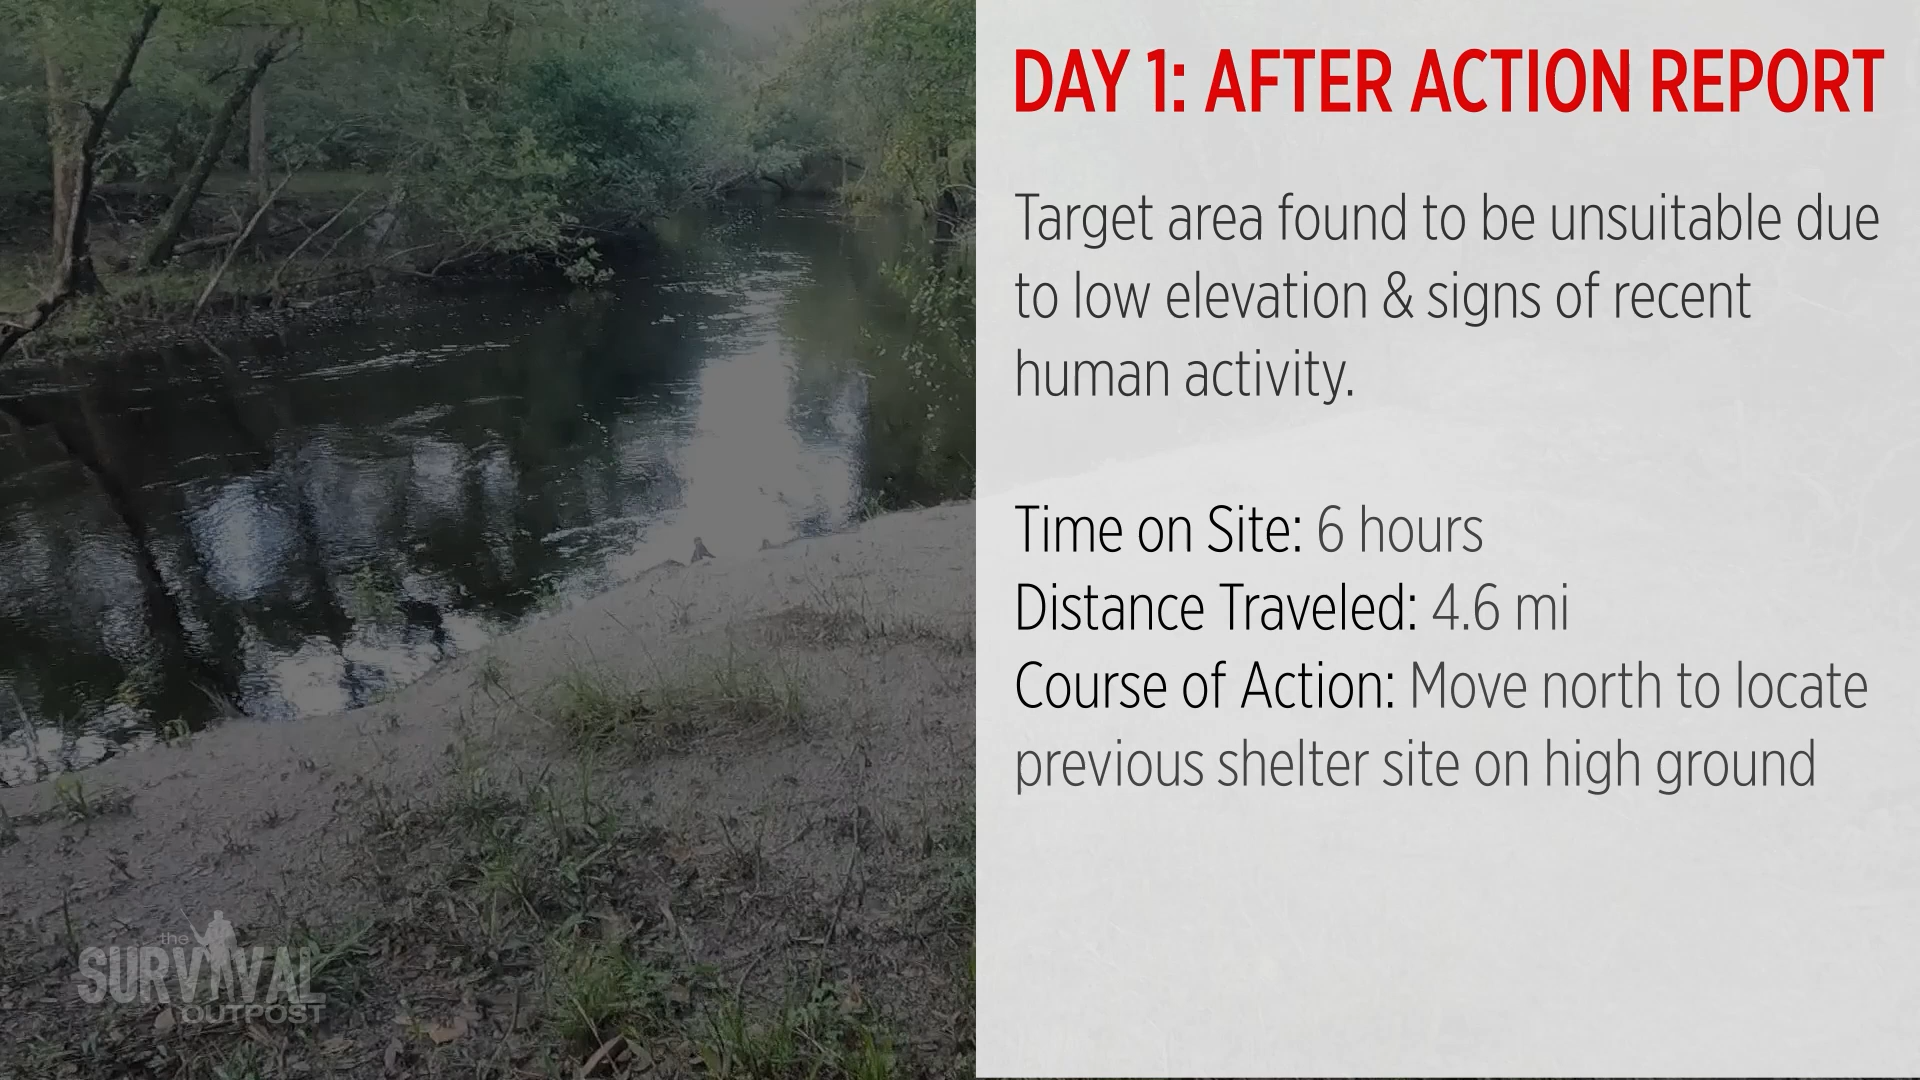 DAY 1: AFTER ACTION REPORT
Target area found to be unsuitable due
to low elevation & signs of recent
human activity.
Time on Site: 6 hours
Distance Traveled: 4.6 mi
Course of Action: Move north to locate
previous shelter site on high ground
the
SURVIVAL
OUTPOST